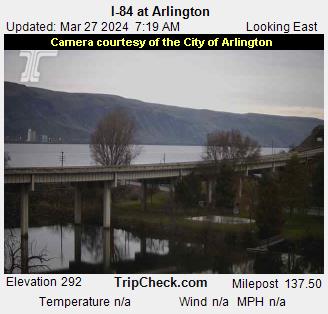 I-84 at Arlington
Updated: Mar 27 2024 7:19 AM Looking East
Camera courtesy of the City of Arlington
Elevation 292 TripCheck.com Milepost 137.50
Temperature n/a Wind n/a MPH n/a